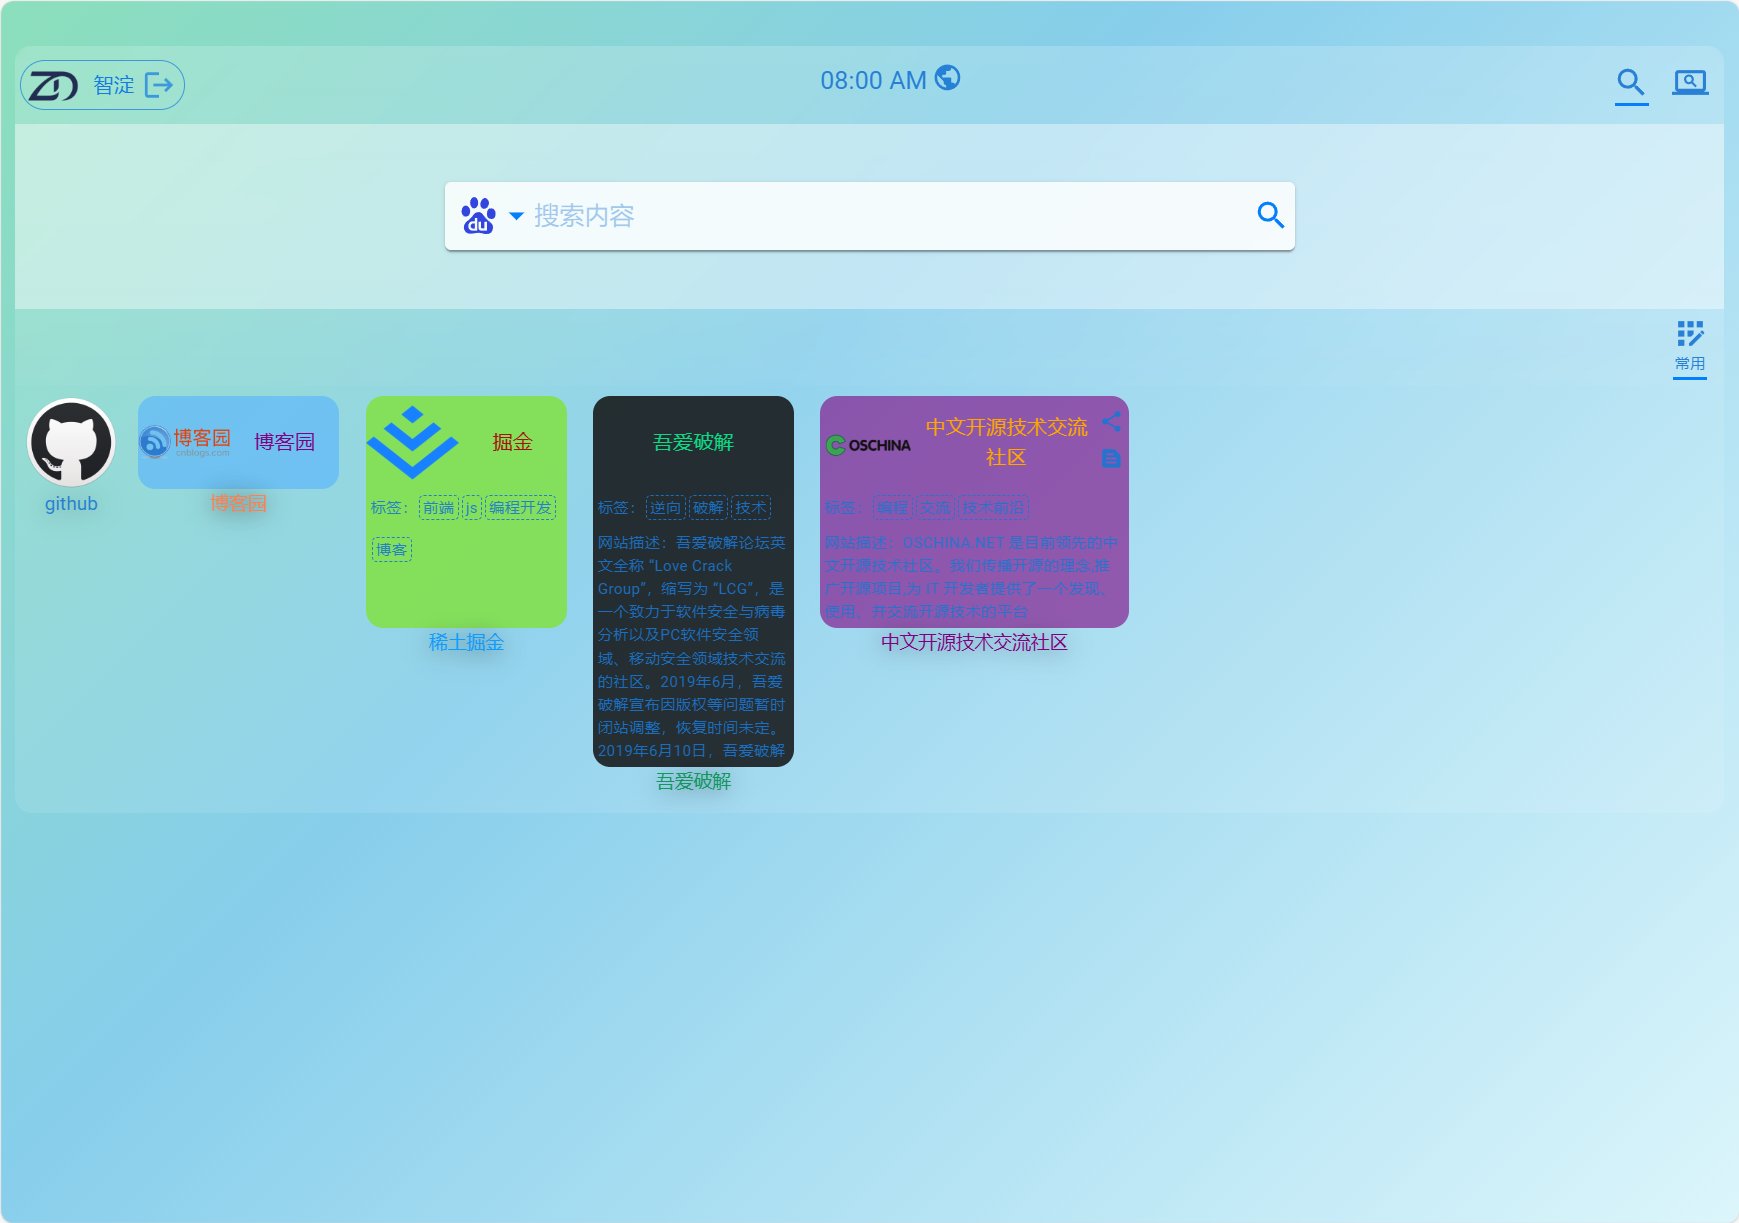 ZD 智淀
08:00 AM
du 搜索内容
常用
github
博客园
cnblogs.com
博客园
博客园
掘金
标签：前端 js 编程开发
博客
稀土掘金
吾爱破解
标签：逆向 破解 技术
网站描述：吾爱破解论坛英
文全称 “Love Crack
Group”，缩写为 “LCG”，是
一个致力于软件安全与病毒
分析以及PC软件安全领
域、移动安全领域技术交流
的社区。2019年6月，吾爱
破解宣布因版权等问题暂时
闭站调整，恢复时间未定。
2019年6月10日，吾爱破解
吾爱破解
OSCHINA
中文开源技术交流
社区
标签：编程 交流 技术前沿
网站描述：OSCHINA.NET 是目前领先的中
文开源技术社区。我们传播开源的理念,推
广开源项目,为 IT 开发者提供了一个发现、
使用、并交流开源技术的平台
中文开源技术交流社区